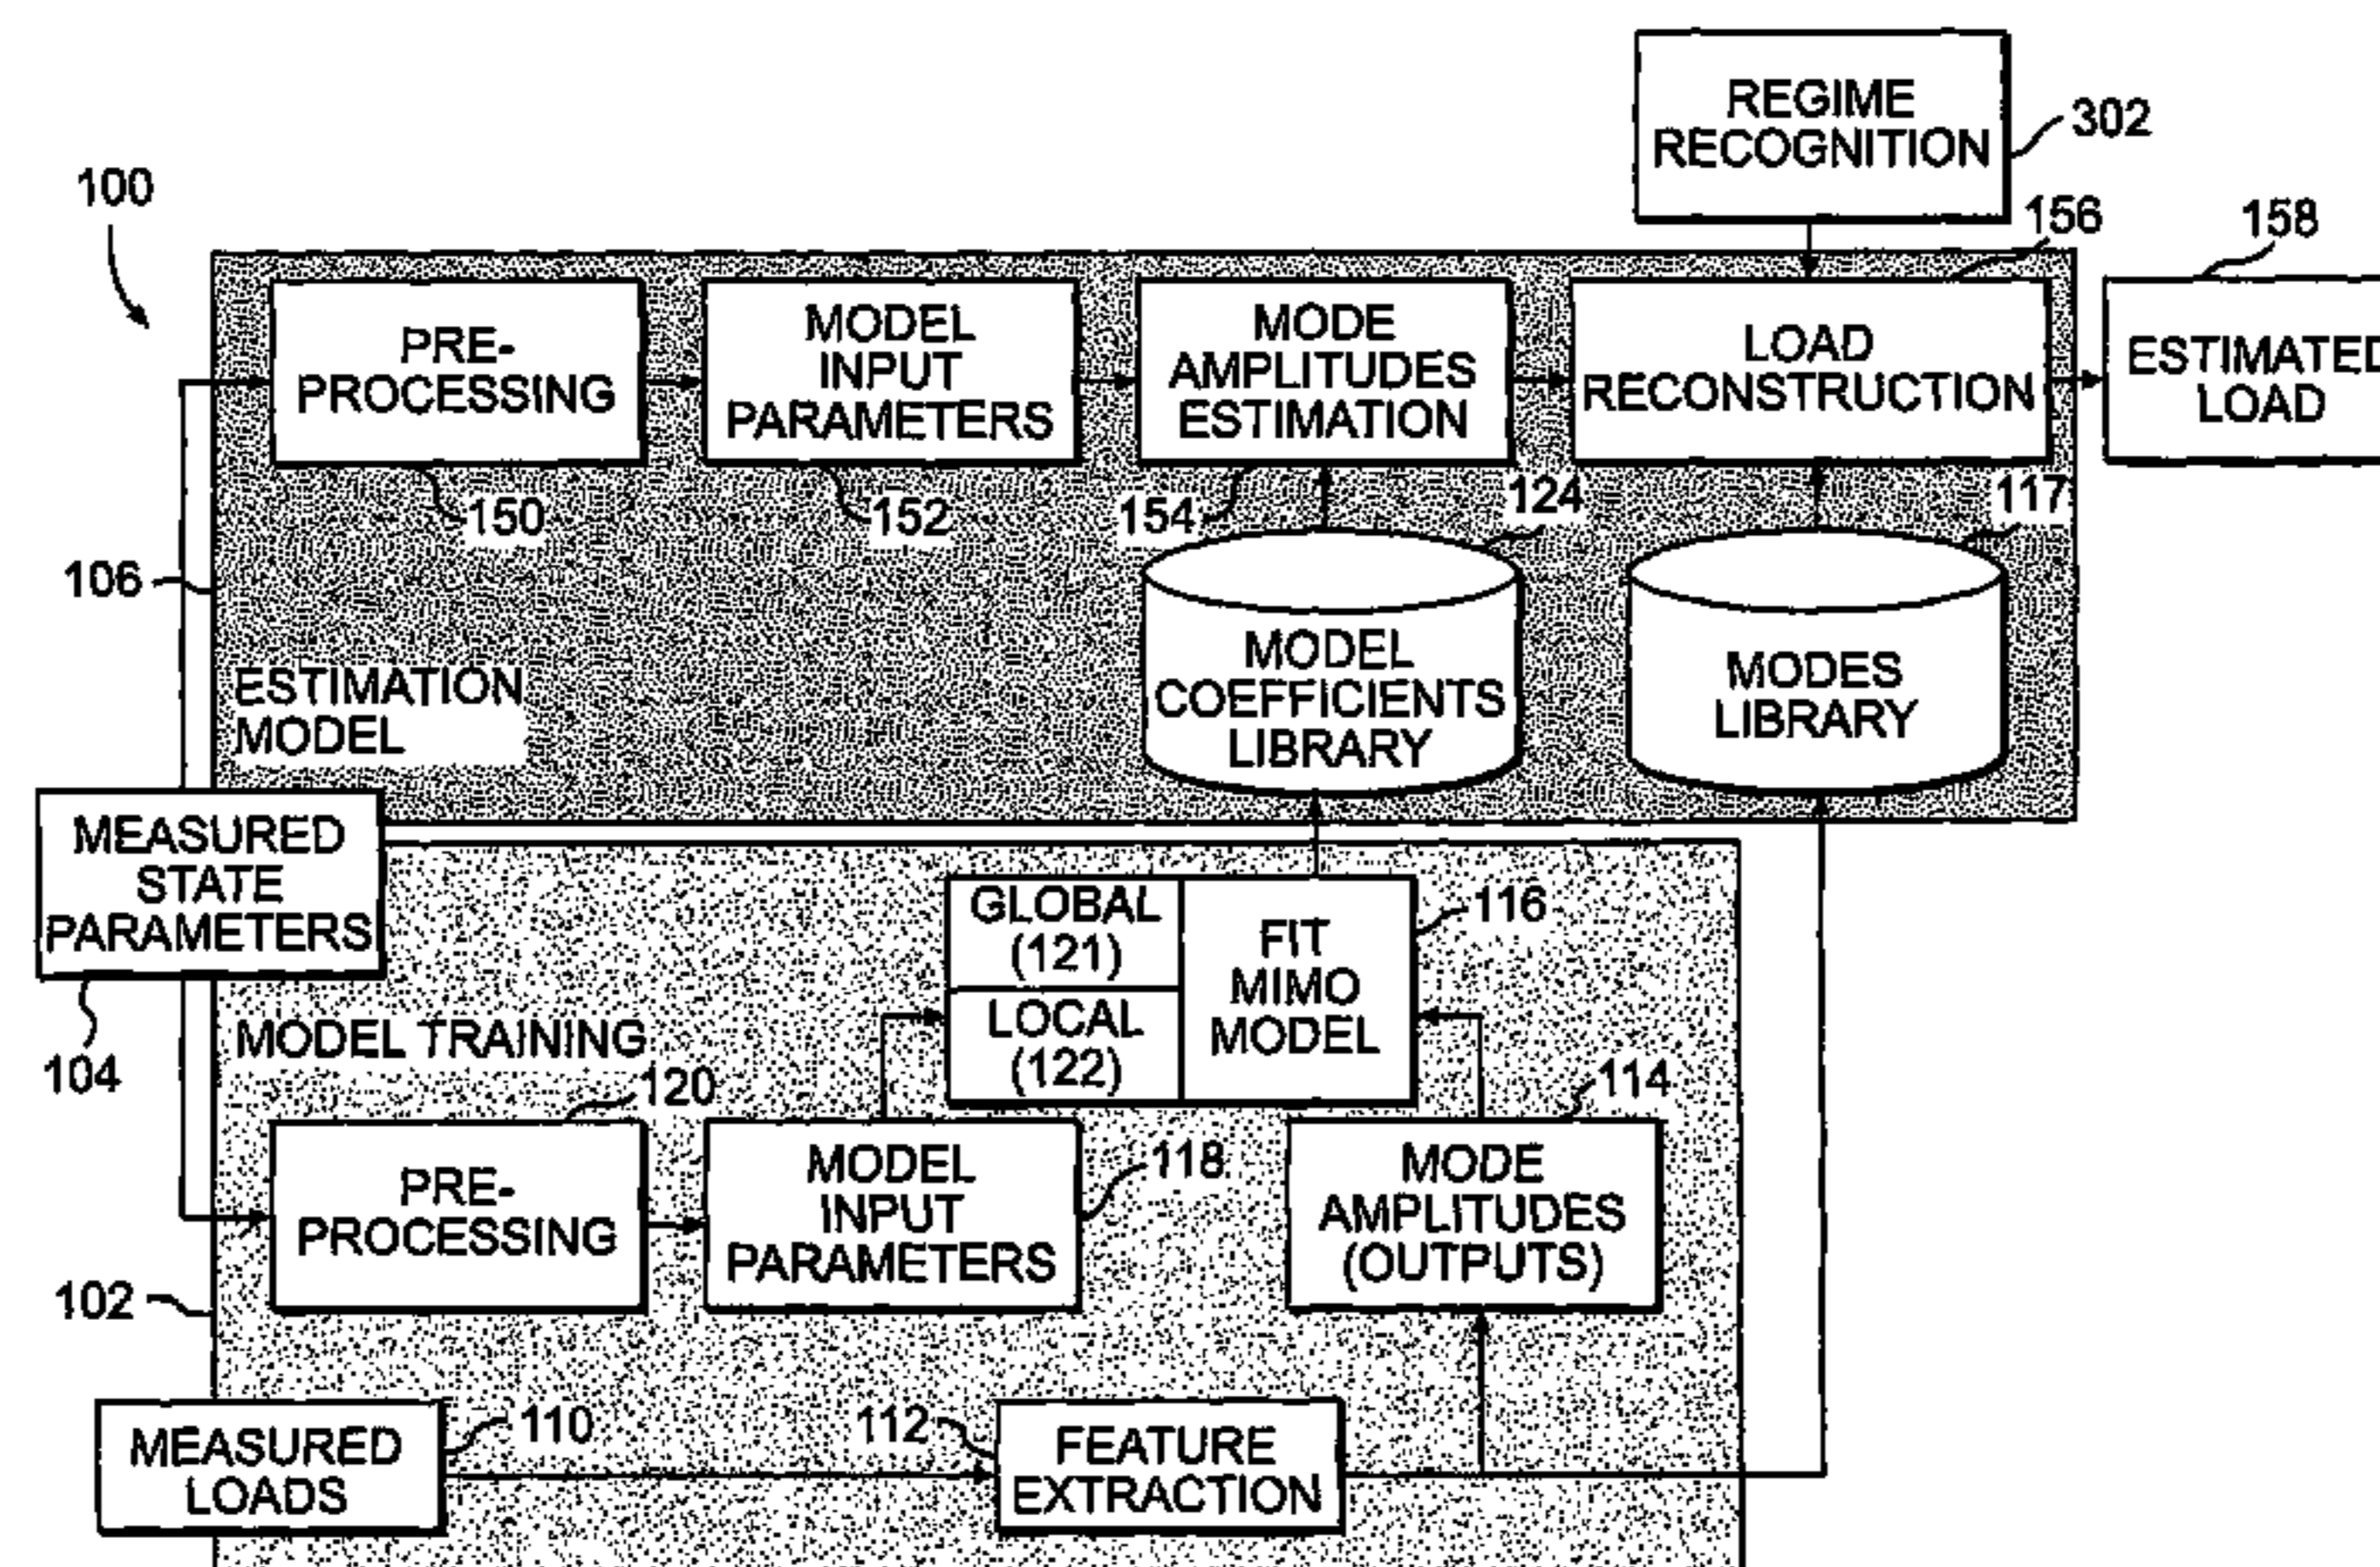 REGIME
RECOGNITION
302
100
156
158
PRE-
PROCESSING
MODEL
INPUT
PARAMETERS
MODE
AMPLITUDES
ESTIMATION
LOAD
RECONSTRUCTION
ESTIMATED
LOAD
150
152
154
124
117
106
ESTIMATION
MODEL
MODEL
COEFFICIENTS
LIBRARY
MODES
LIBRARY
MEASURED
STATE
PARAMETERS
104
MODEL TRAINING
GLOBAL
(121)
LOCAL
(122)
FIT
MIMO
MODEL
116
120
118
114
PRE-
PROCESSING
MODEL
INPUT
PARAMETERS
MODE
AMPLITUDES
(OUTPUTS)
102
MEASURED
LOADS
110
112
FEATURE
EXTRACTION